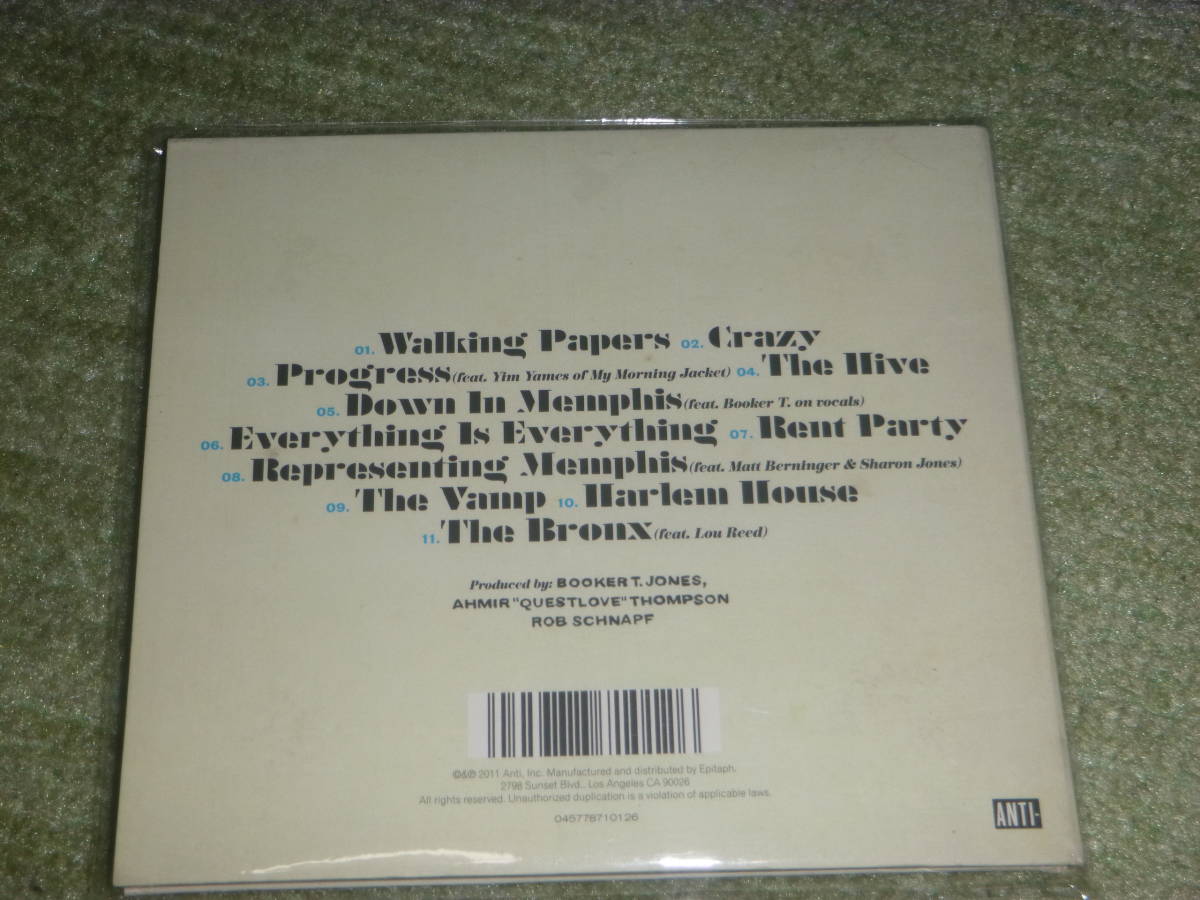 01. Walking Papers 02. Crazy
03. Progress (feat. Yim Yames of My Morning Jacket) 04. The Hive
05. Down In Memphis (feat. Booker T. on vocals)
06. Everything Is Everything 07. Rent Party
08. Representing Memphis (feat. Matt Berninger & Sharon Jones)
09. The Vamp 10. Harlem House
11. The Bronx (feat. Lou Reed)
Produced by: BOOKER T. JONES,
AHMIR "QUESTLOVE" THOMPSON
ROB SCHNAPF
©&℗ 2011 Anti, Inc. Manufactured and distributed by Epitaph.
2798 Sunset Blvd., Los Angeles CA 90026
All rights reserved. Unauthorized duplication is a violation of applicable laws.
045778710126
ANTI-